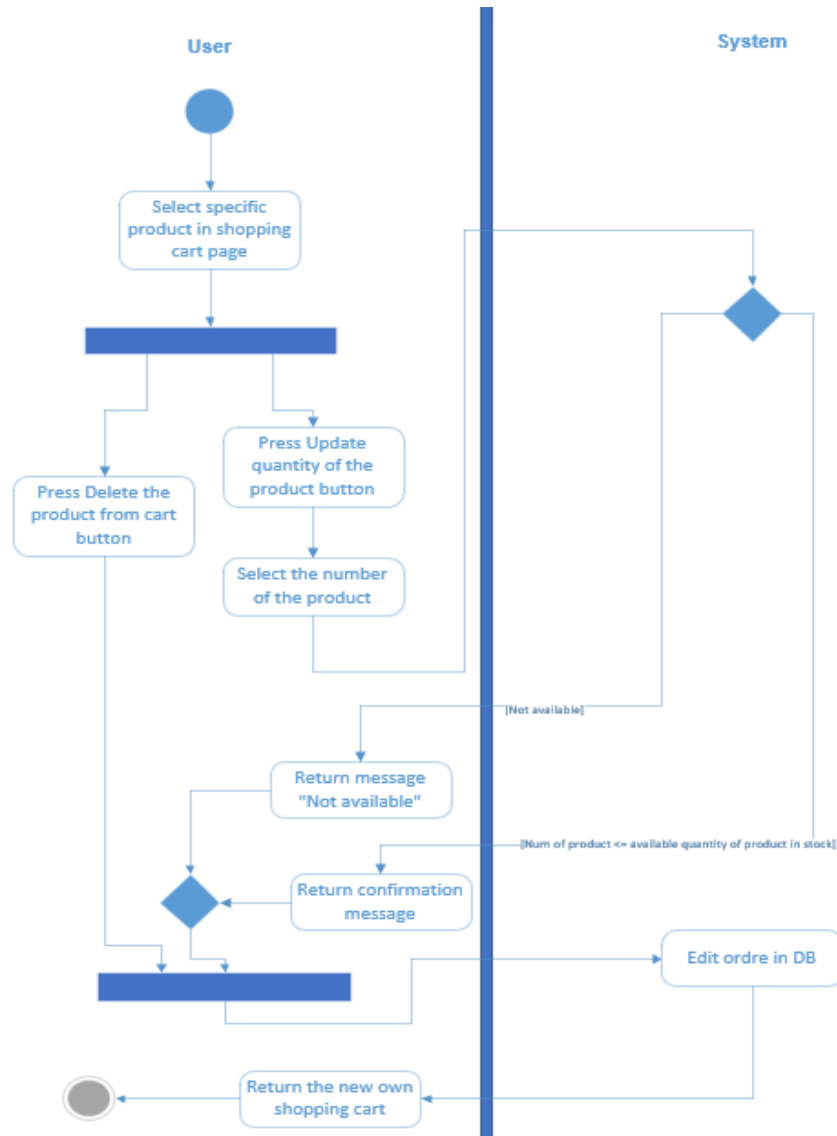 User
System
Select specific
product in shopping
cart page
Press Update
quantity of the
product button
Press Delete the
product from cart
button
Select the number
of the product
[Not available]
Return message
"Not available"
[Num of product <= available quantity of product in stock]
Return confirmation
message
Edit ordre in DB
Return the new own
shopping cart